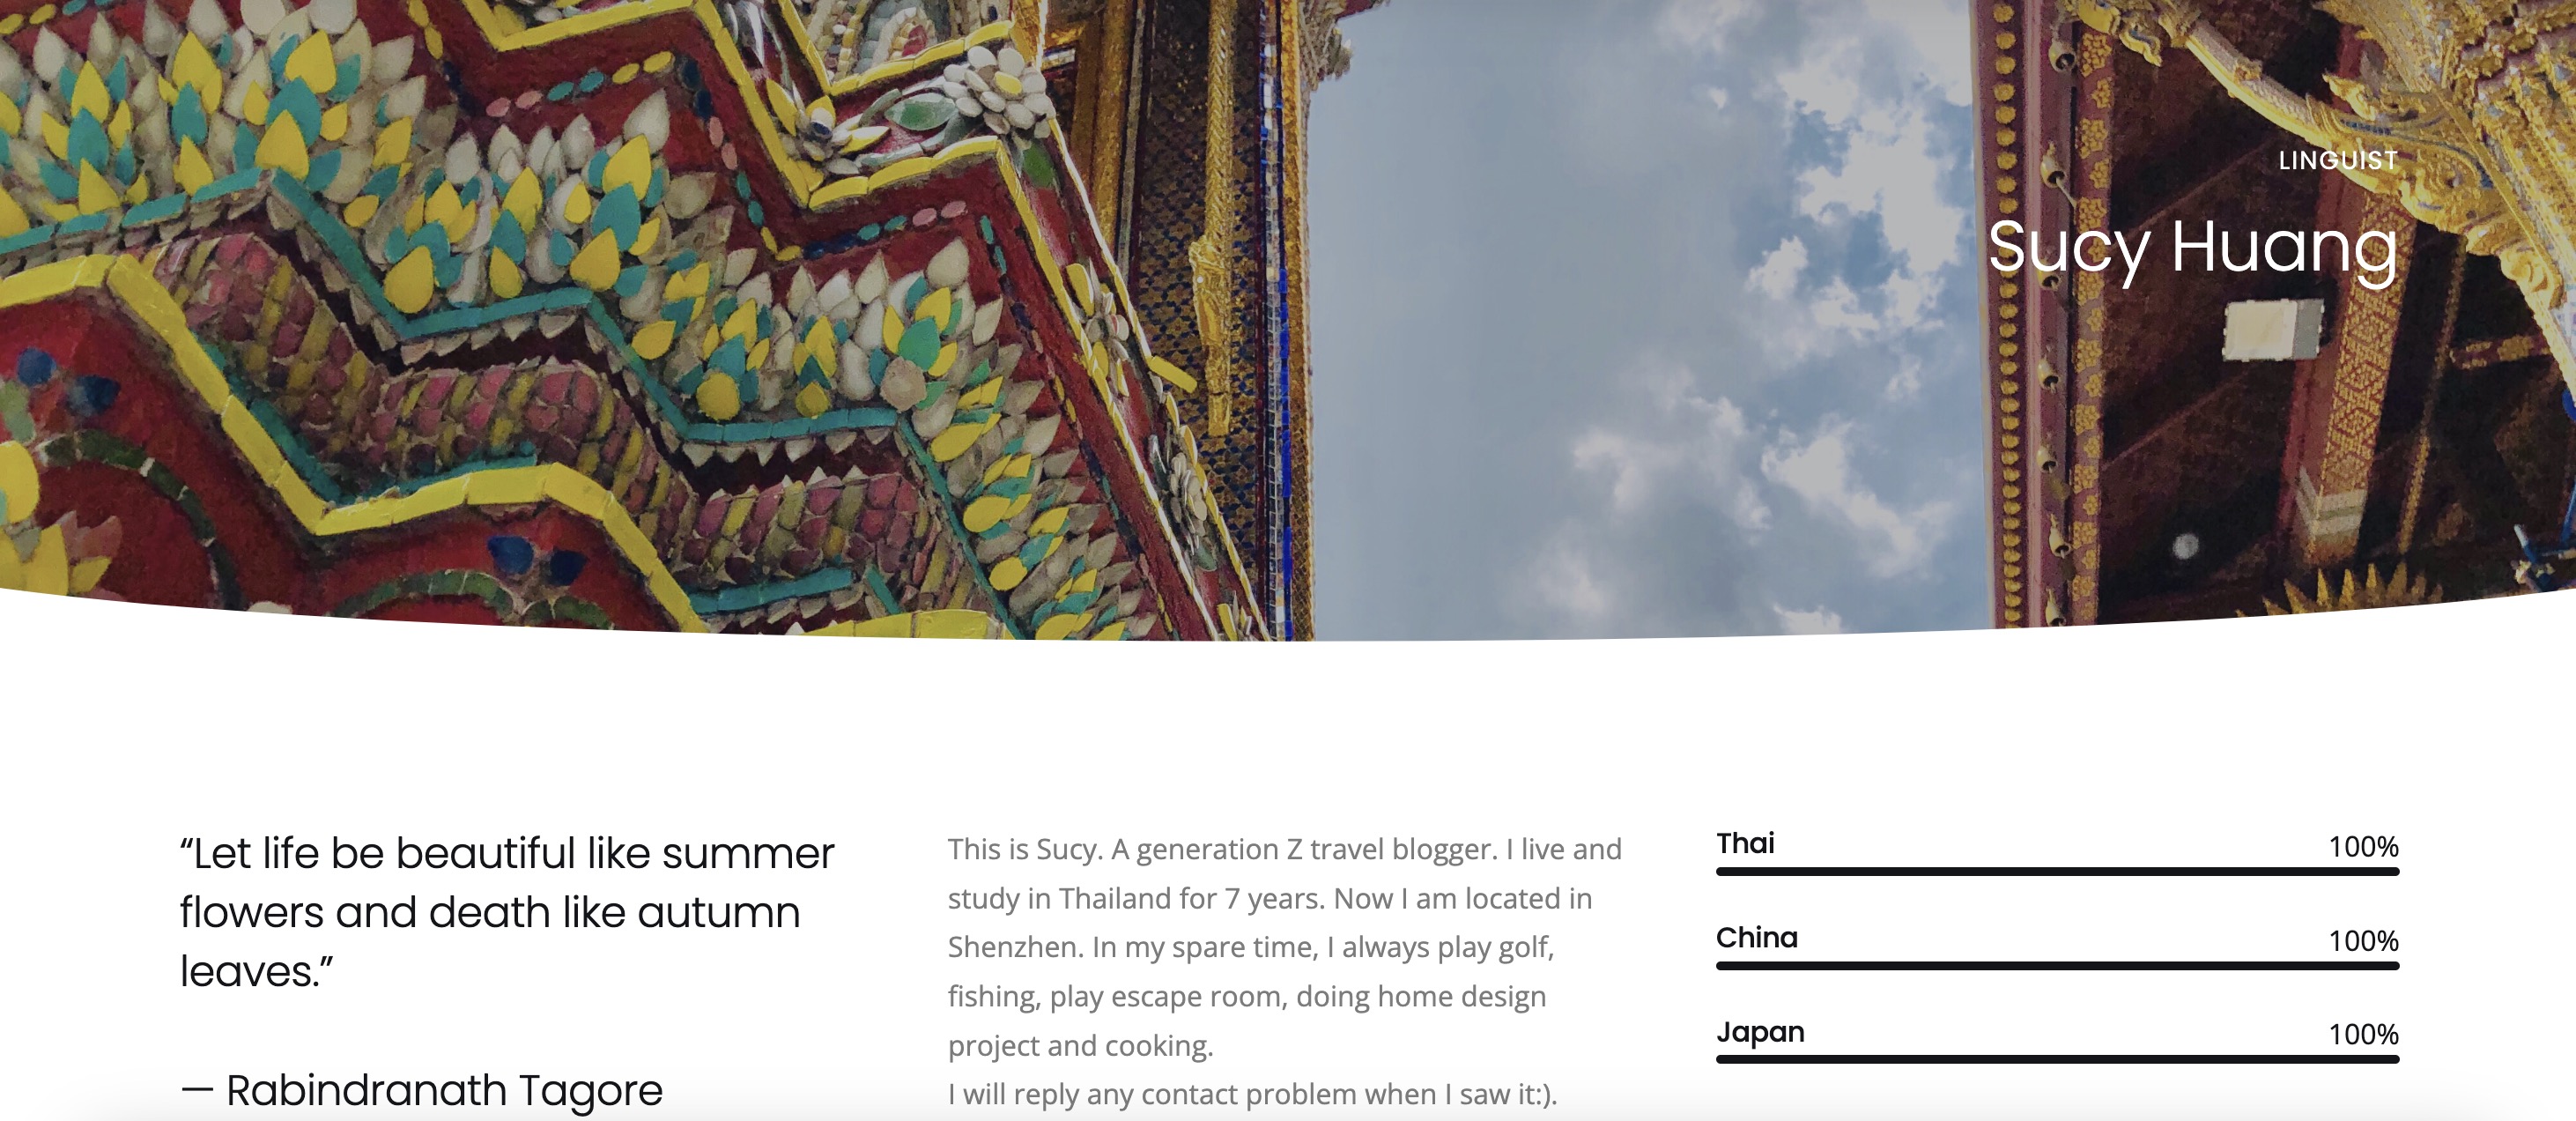 LINGUIST
Sucy Huang
“Let life be beautiful like summer
flowers and death like autumn
leaves.”
— Rabindranath Tagore
This is Sucy. A generation Z travel blogger. I live and
study in Thailand for 7 years. Now I am located in
Shenzhen. In my spare time, I always play golf,
fishing, play escape room, doing home design
project and cooking.
I will reply any contact problem when I saw it:).
Thai 100%
China 100%
Japan 100%